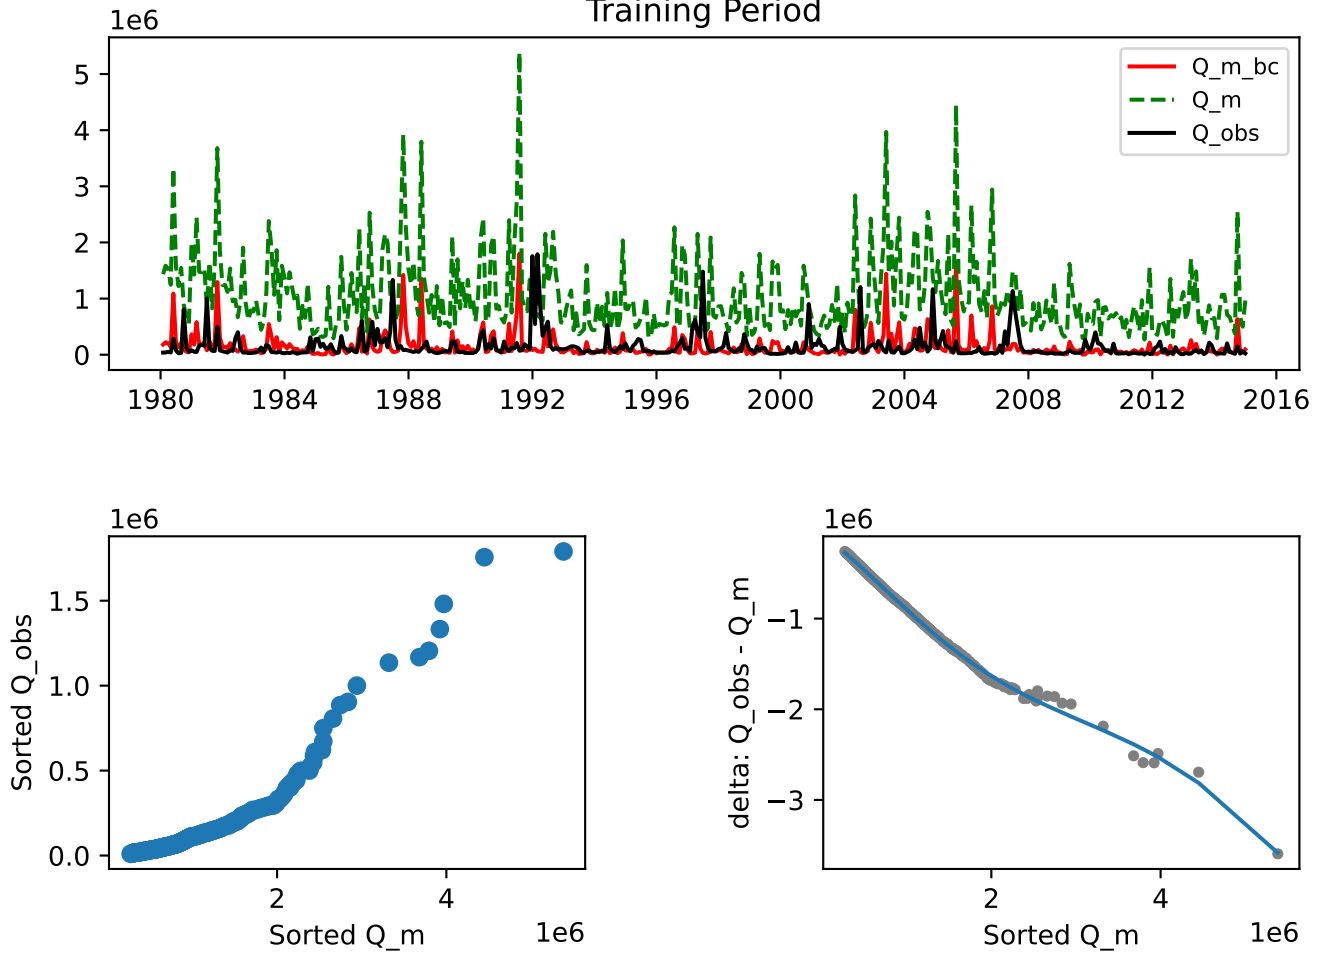 Training Period
1e6
5
4
3
2
1
0
Q_m_bc
Q_m
Q_obs
1980 1984 1988 1992 1996 2000 2004 2008 2012 2016
1e6
1.5
1.0
0.5
0.0
Sorted Q_obs
2 4
Sorted Q_m
1e6
1e6
−1
−2
−3
delta: Q_obs - Q_m
2 4
Sorted Q_m
1e6